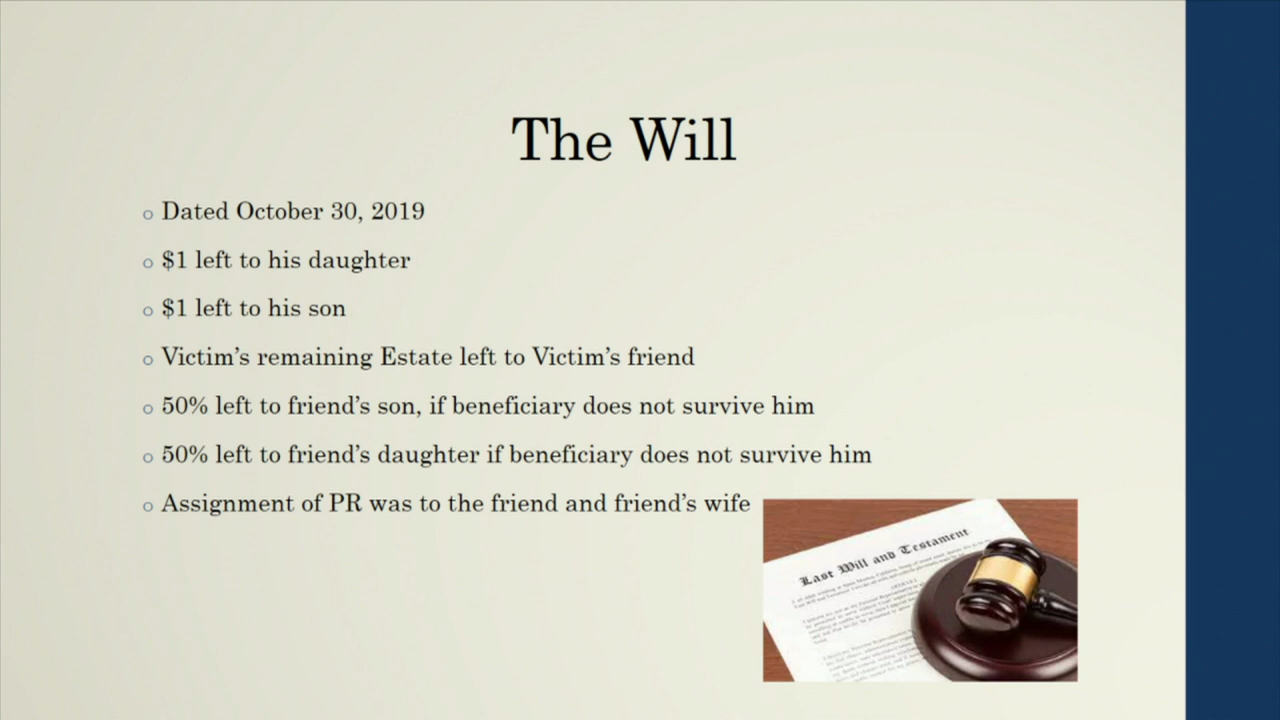 The Will
Dated October 30, 2019
$1 left to his daughter
$1 left to his son
Victim’s remaining Estate left to Victim’s friend
50% left to friend’s son, if beneficiary does not survive him
50% left to friend’s daughter if beneficiary does not survive him
Assignment of PR was to the friend and friend’s wife
Last Will and Testament